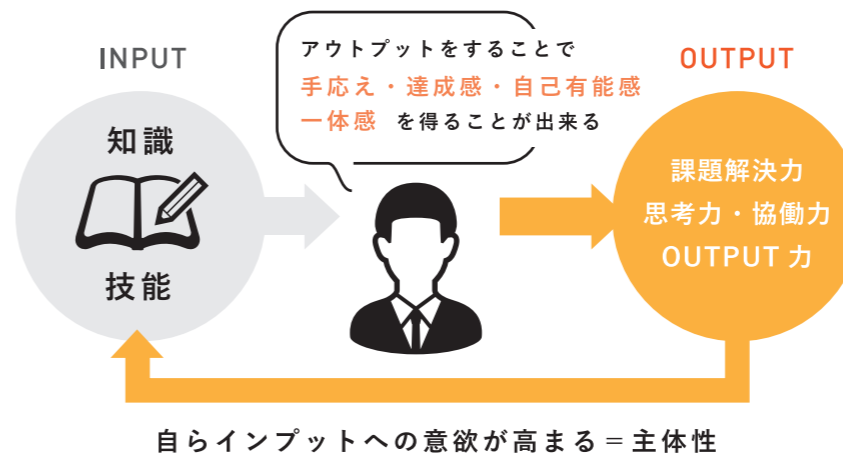 INPUT
アウトプットをすることで
手応え・達成感・自己有能感
一体感 を得ることが出来る
OUTPUT
知識
技能
課題解決力
思考力・協働力
OUTPUT 力
自らインプットへの意欲が高まる＝主体性